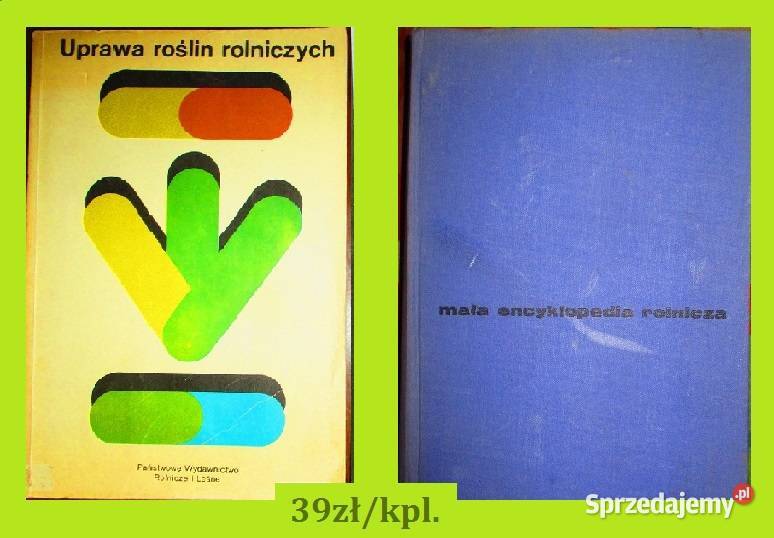 Uprawa roślin rolniczych
Państwowe Wydawnictwo
Rolnicze i Leśne
mała encyklopedia rolnicza
39zł/kpl.
Sprzedajemy.pl